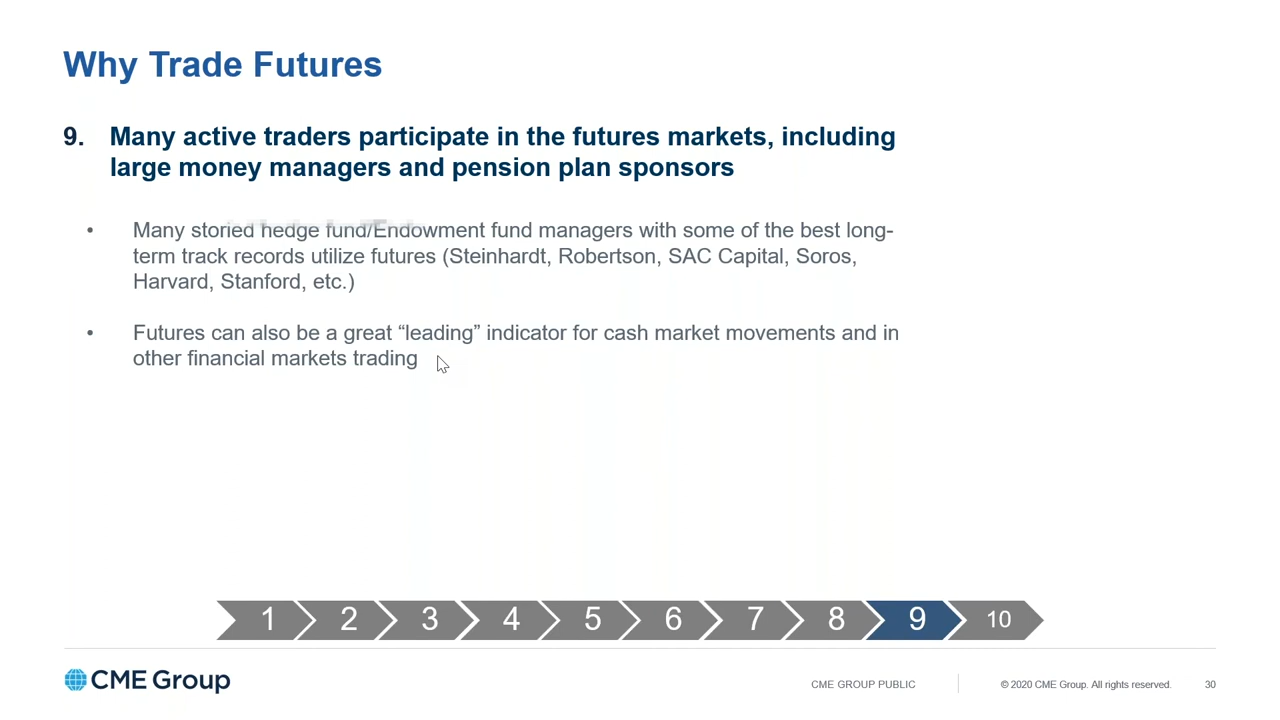 Why Trade Futures
9. Many active traders participate in the futures markets, including
large money managers and pension plan sponsors
• Many storied hedge fund/Endowment fund managers with some of the best long-
term track records utilize futures (Steinhardt, Robertson, SAC Capital, Soros,
Harvard, Stanford, etc.)
• Futures can also be a great “leading” indicator for cash market movements and in
other financial markets trading
1 2 3 4 5 6 7 8 9 10
CME Group
CME GROUP PUBLIC
© 2020 CME Group. All rights reserved.
30